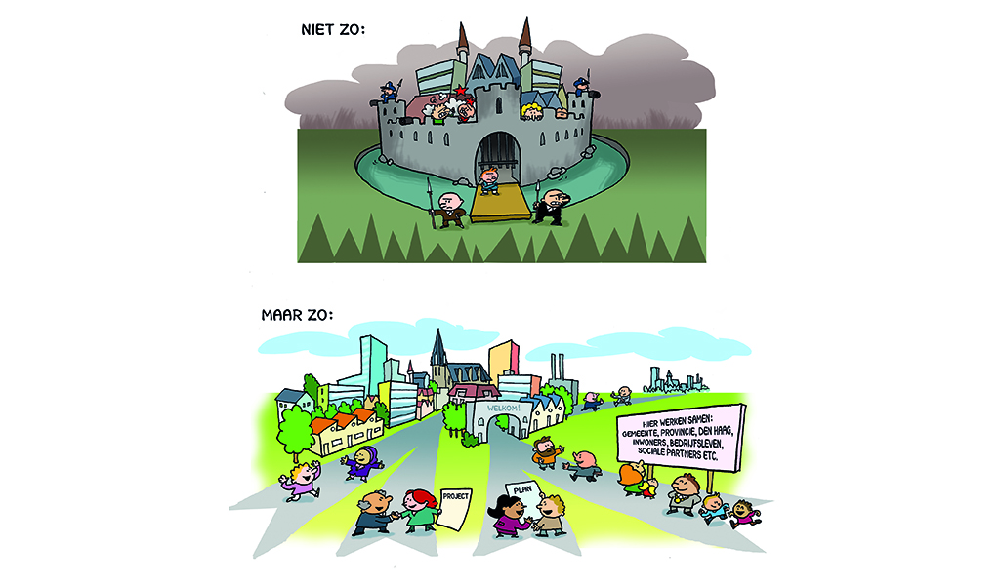 NIET ZO:
MAAR ZO:
WELKOM!
HIER WERKEN SAMEN:
GEMEENTE, PROVINCIE, DEN HAAG,
INWONERS, BEDRIJFSLEVEN,
SOCIALE PARTNERS ETC.
PROJECT
PLAN